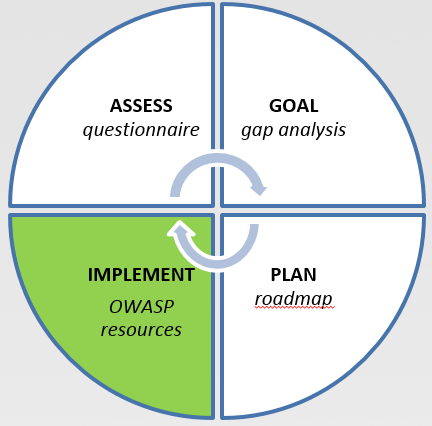 ASSESS
questionnaire
GOAL
gap analysis
IMPLEMENT
OWASP
resources
PLAN
roadmap